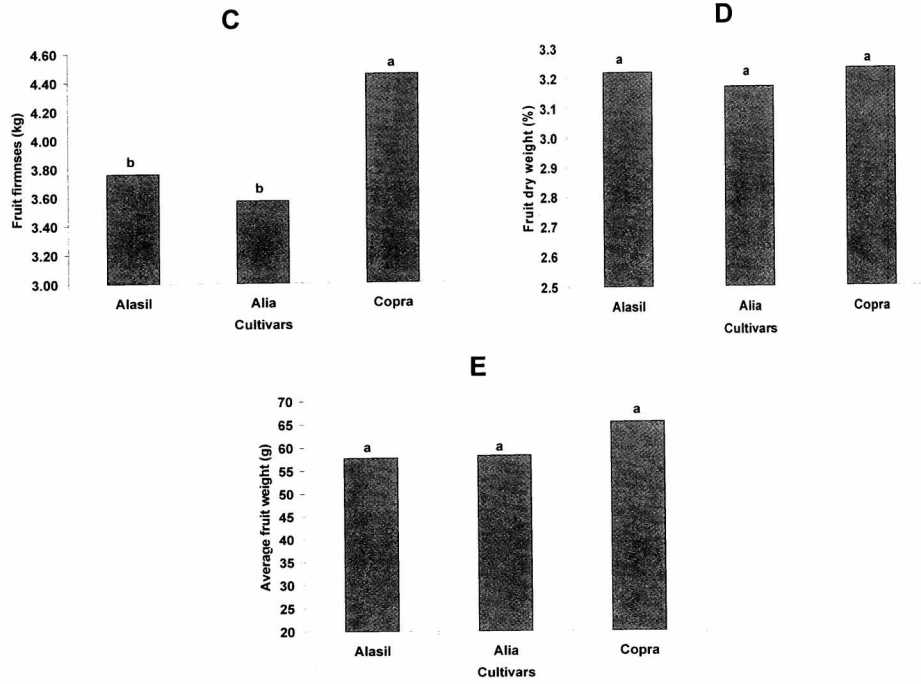 C
Fruit firmnses (kg)
4.60
4.40
4.20
4.00
3.80
3.60
3.40
3.20
3.00
b
b
a
Alasil
Alia
Copra
Cultivars
D
Fruit dry weight (%)
3.3
3.2
3.1
3.0
2.9
2.8
2.7
2.6
2.5
a
a
a
Alasil
Alia
Copra
Cultivars
E
Average fruit weight (g)
70
65
60
55
50
45
40
35
30
25
20
a
a
a
Alasil
Alia
Copra
Cultivars